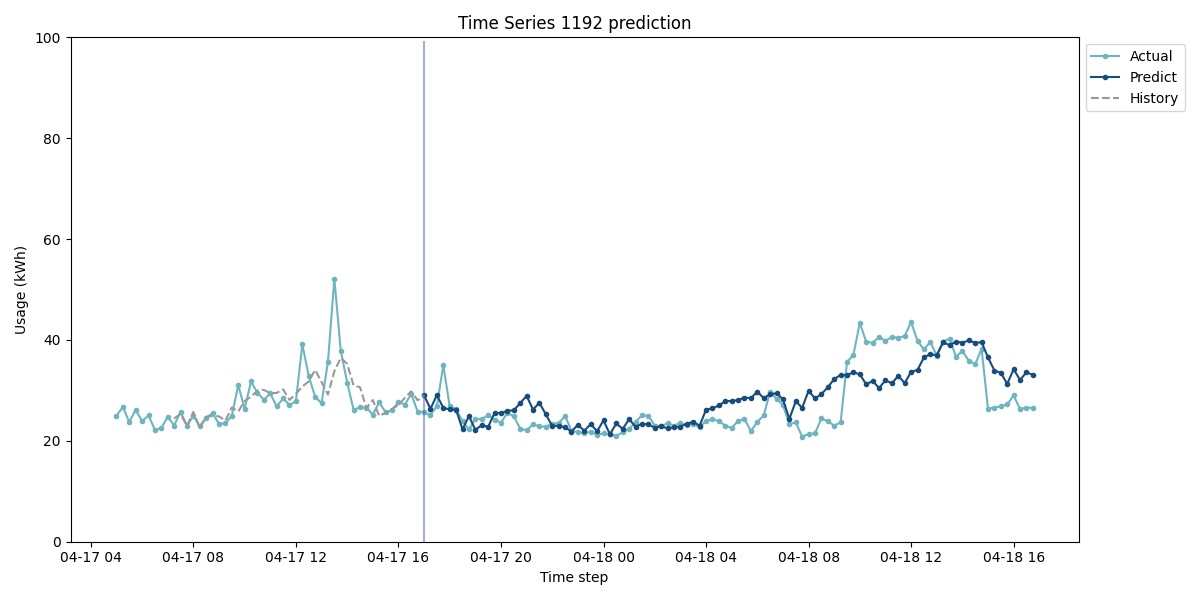 Time Series 1192 prediction
100
80
60
40
20
0
Usage (kWh)
04-17 04 04-17 08 04-17 12 04-17 16 04-17 20 04-18 00 04-18 04 04-18 08 04-18 12 04-18 16
Time step
Actual
Predict
History